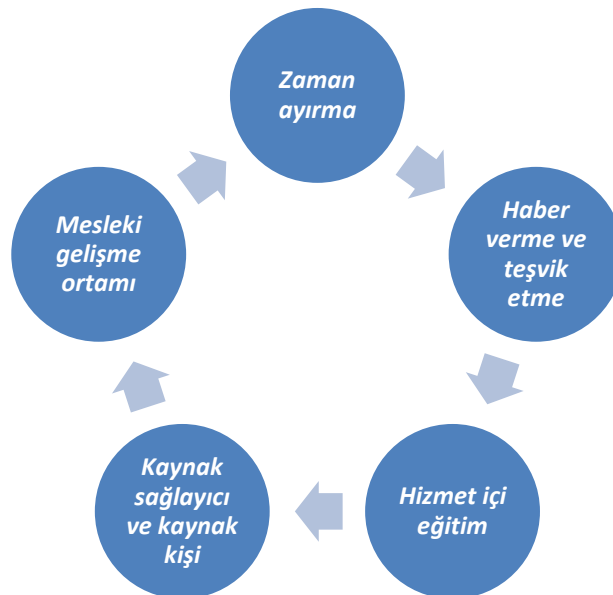 Zaman
ayırma
Haber
verme ve
teşvik
etme
Hizmet içi
eğitim
Kaynak
sağlayıcı
ve kaynak
kişi
Mesleki
gelişme
ortamı